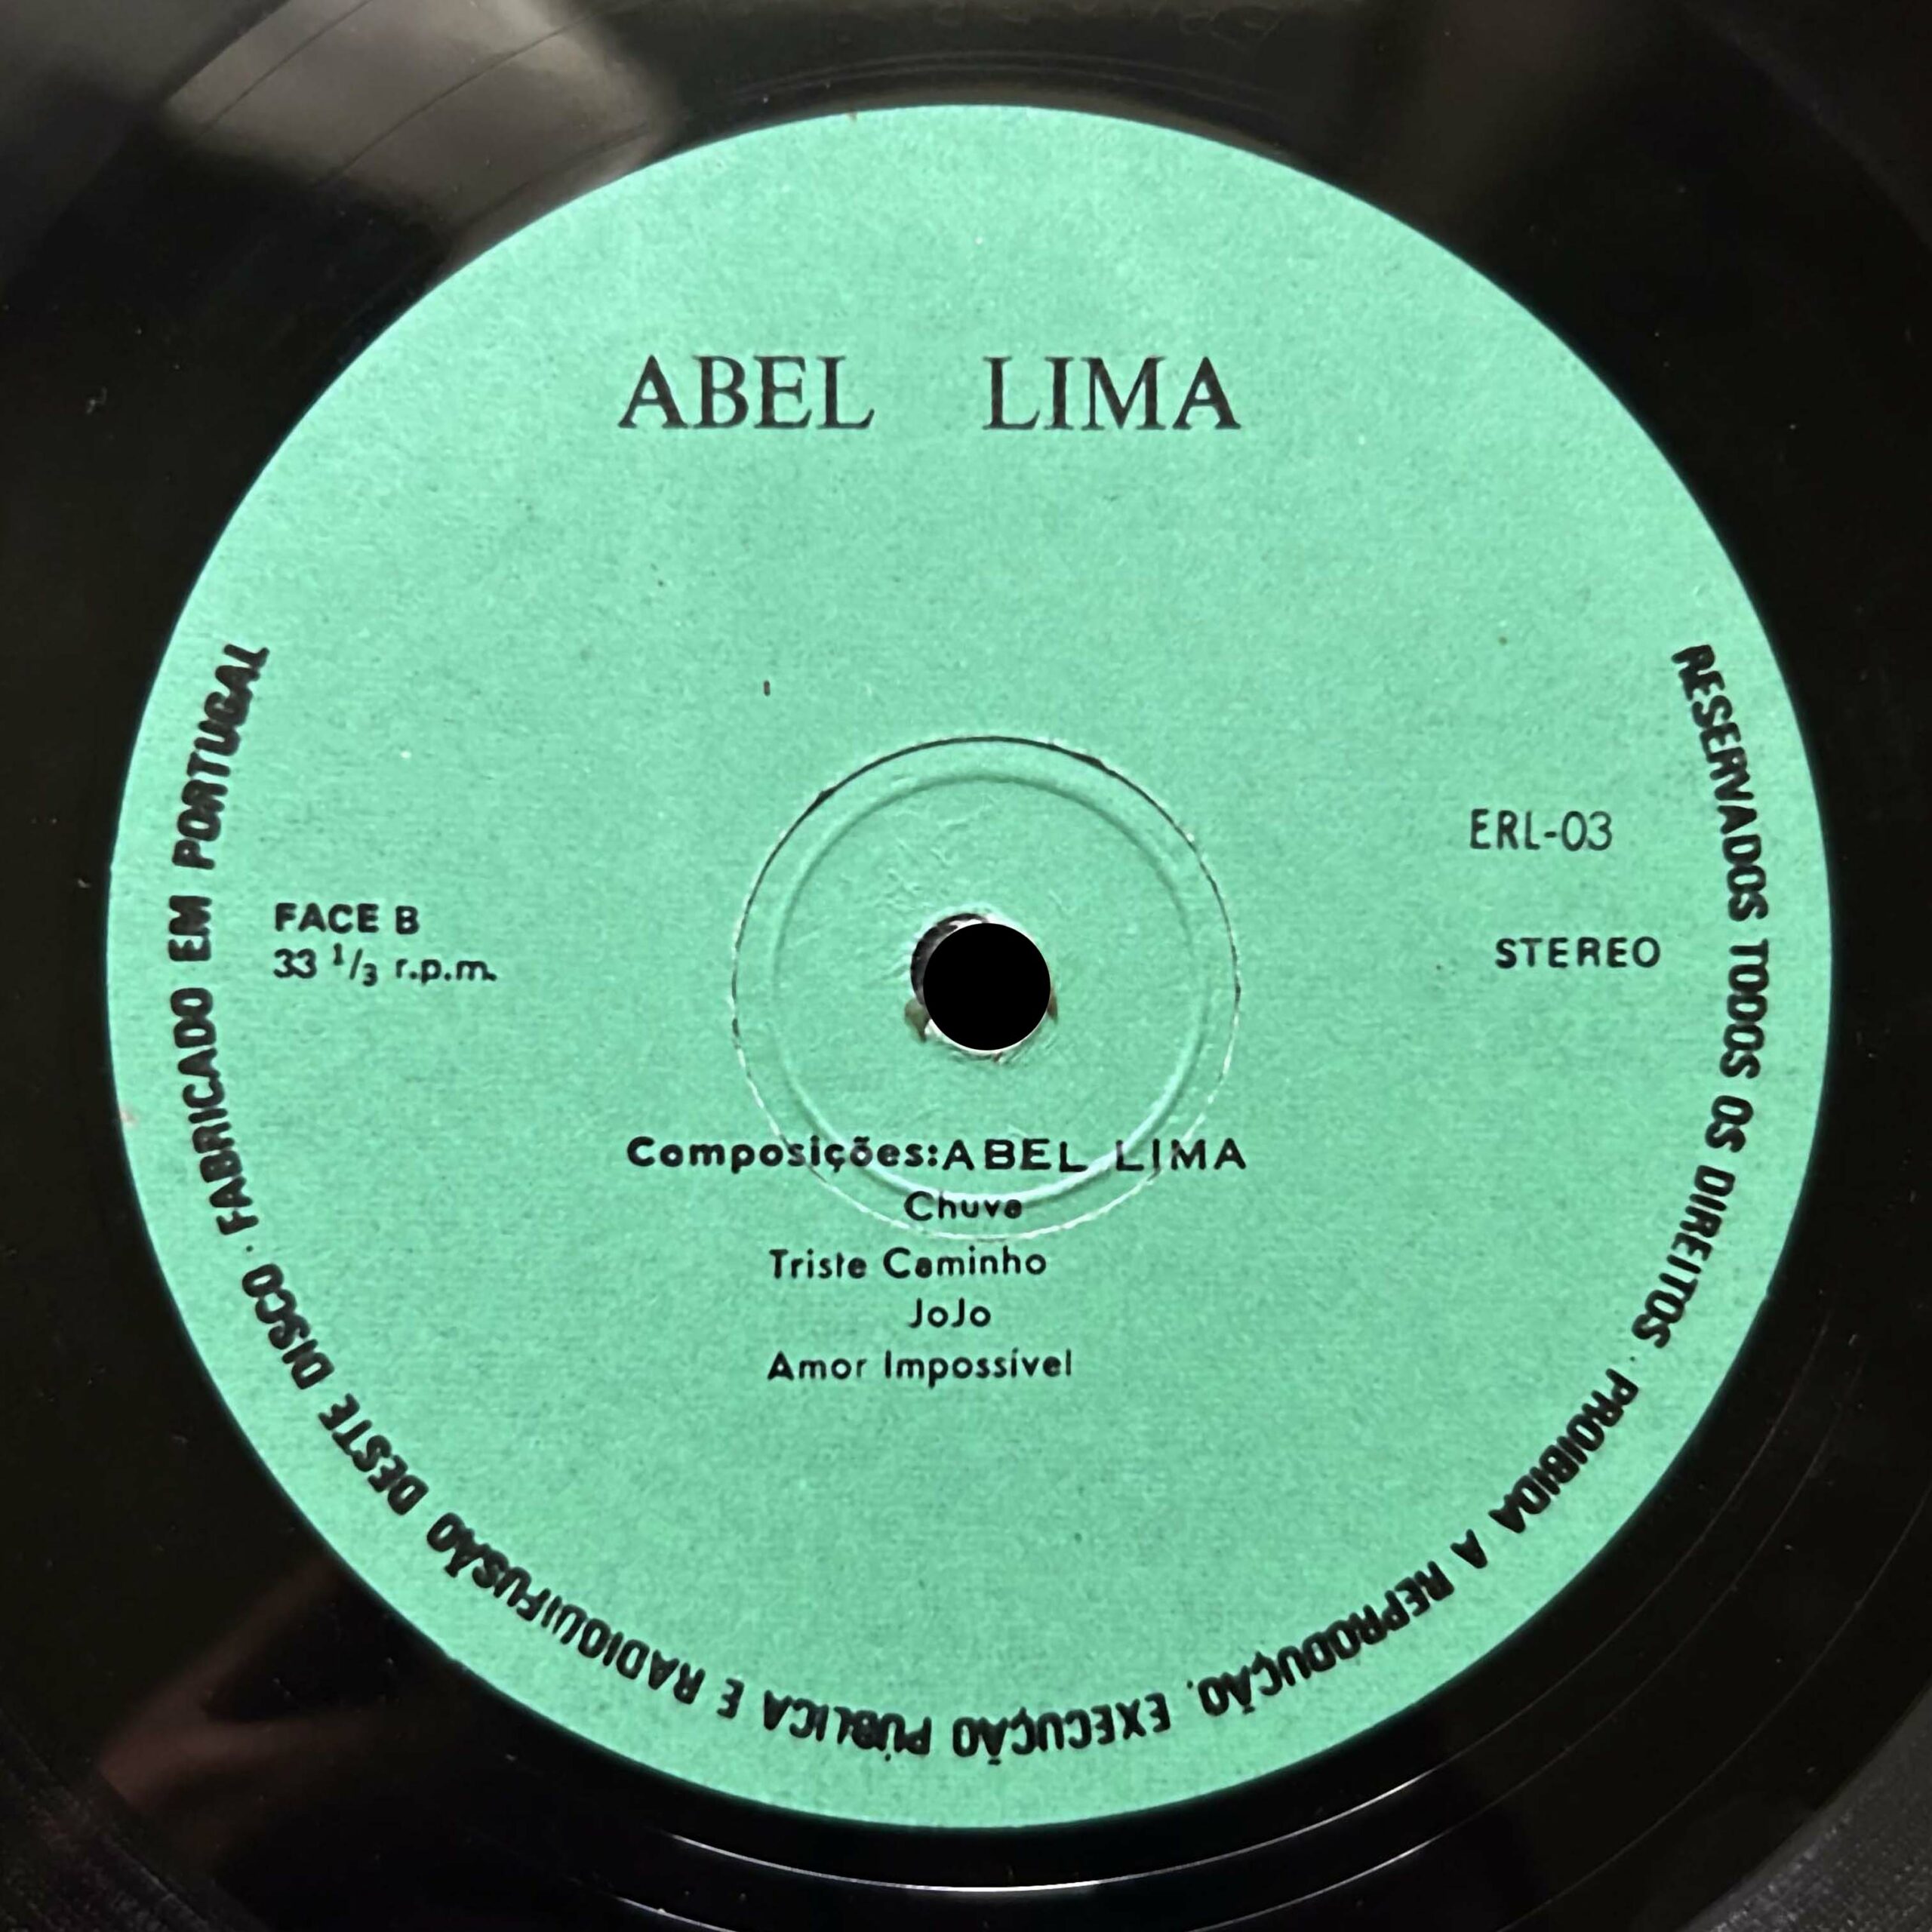 ABEL LIMA
ERL-03
FACE B
33 1/3 r.p.m.
STEREO
Composições:ABEL LIMA
Chuva
Triste Caminho
JoJo
Amor Impossível
RESERVADOS TODOS OS DIREITOS · PROIBIDA A REPRODUÇÃO, EXECUÇÃO PÚBLICA E RADIODIFUSÃO DESTE DISCO · FABRICADO EM PORTUGAL